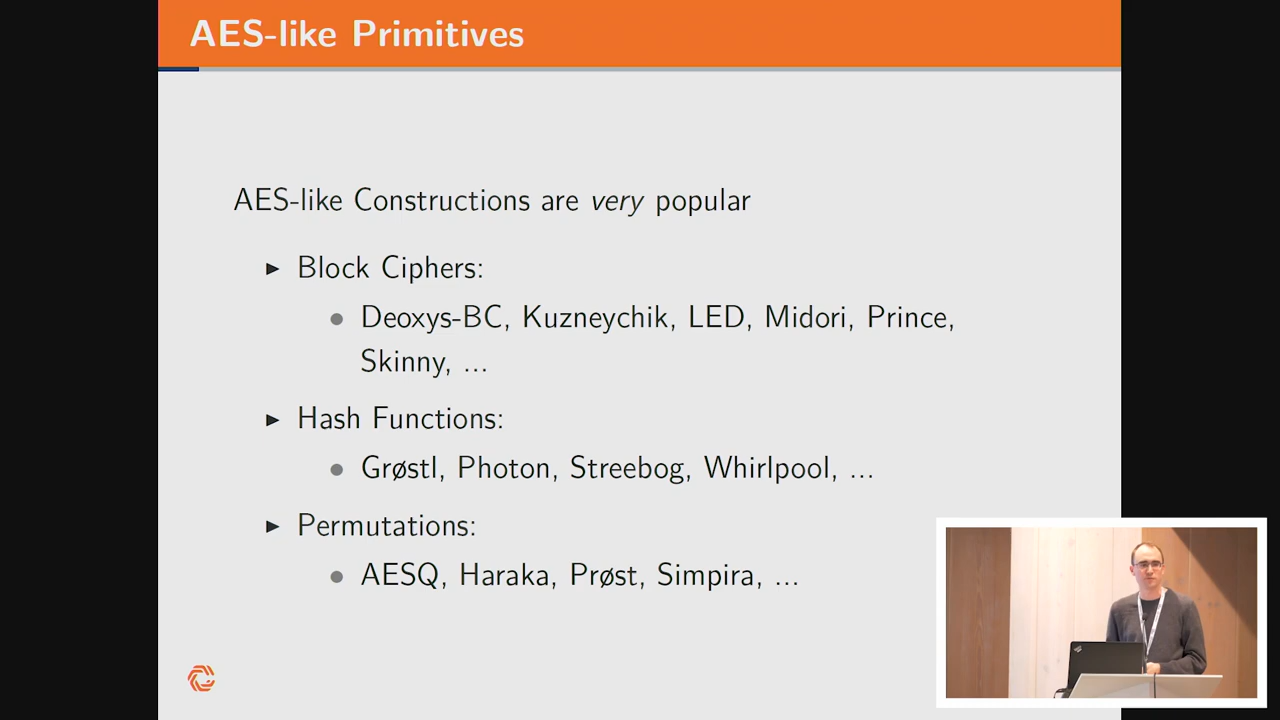 AES-like Primitives
AES-like Constructions are very popular
► Block Ciphers:
● Deoxys-BC, Kuzneychik, LED, Midori, Prince,
Skinny, ...
► Hash Functions:
● Grøstl, Photon, Streebog, Whirlpool, ...
► Permutations:
● AESQ, Haraka, Prøst, Simpira, ...